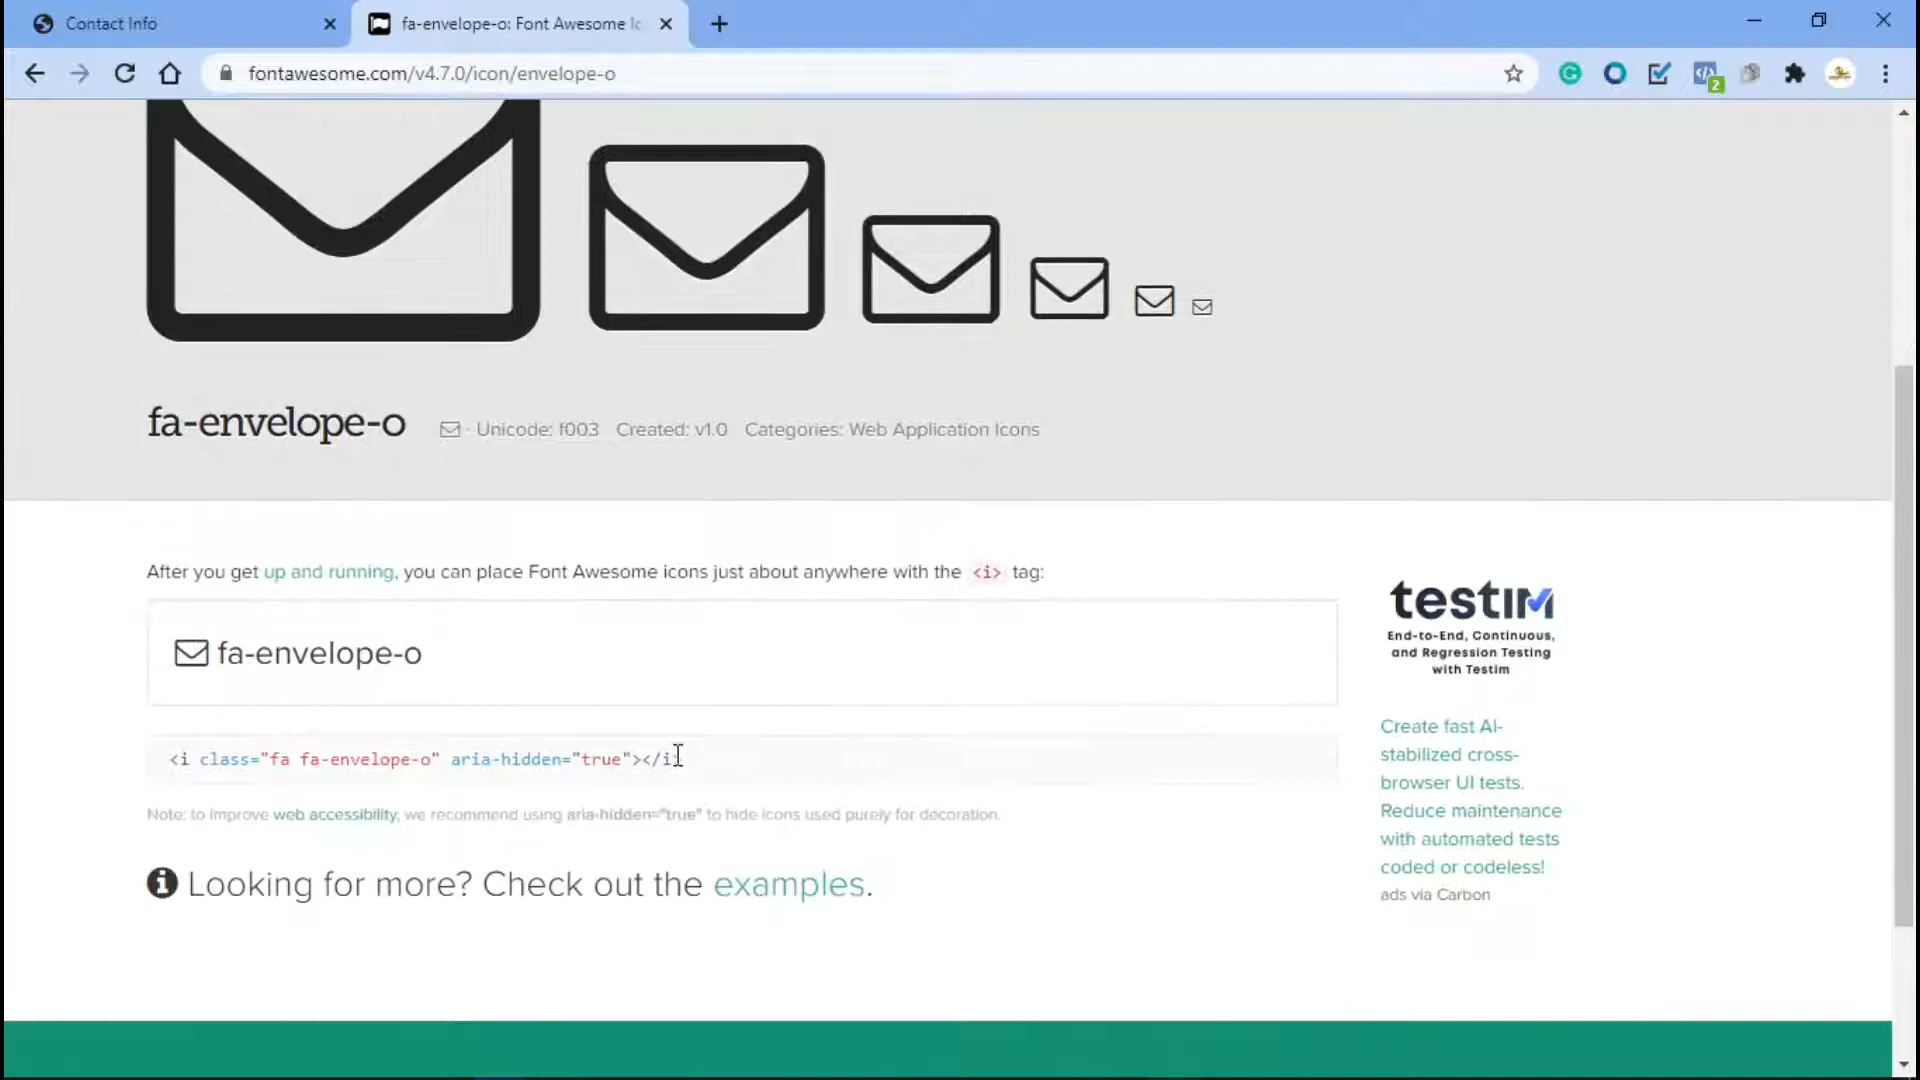 Contact Info
fa-envelope-o: Font Awesome Ic
fontawesome.com/v4.7.0/icon/envelope-o
2
fa-envelope-o
· Unicode: f003 Created: v1.0 Categories: Web Application Icons
After you get up and running, you can place Font Awesome icons just about anywhere with the <i> tag:
fa-envelope-o
<i class="fa fa-envelope-o" aria-hidden="true"></i
Note: to improve web accessibility, we recommend using aria-hidden="true" to hide icons used purely for decoration.
Looking for more? Check out the examples.
testim
End-to-End, Continuous,
and Regression Testing
with Testim
Create fast AI-
stabilized cross-
browser UI tests.
Reduce maintenance
with automated tests
coded or codeless!
ads via Carbon